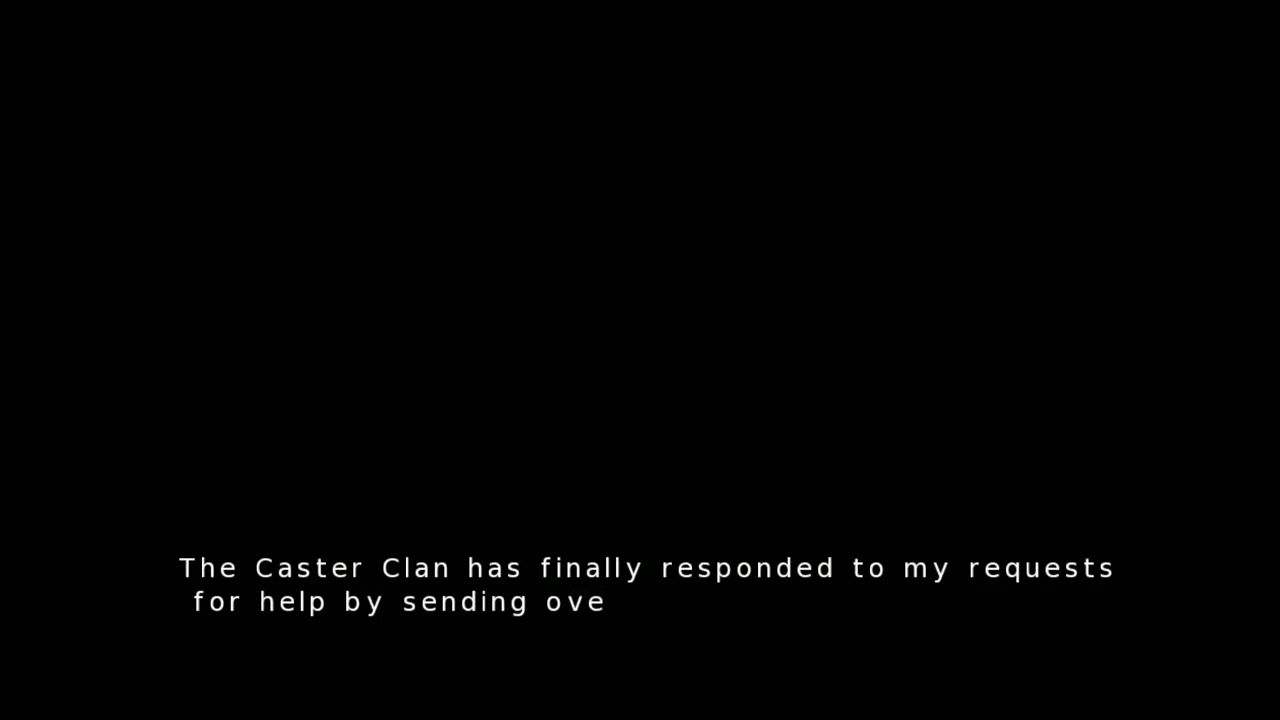 The Caster Clan has finally responded to my requests
for help by sending ove